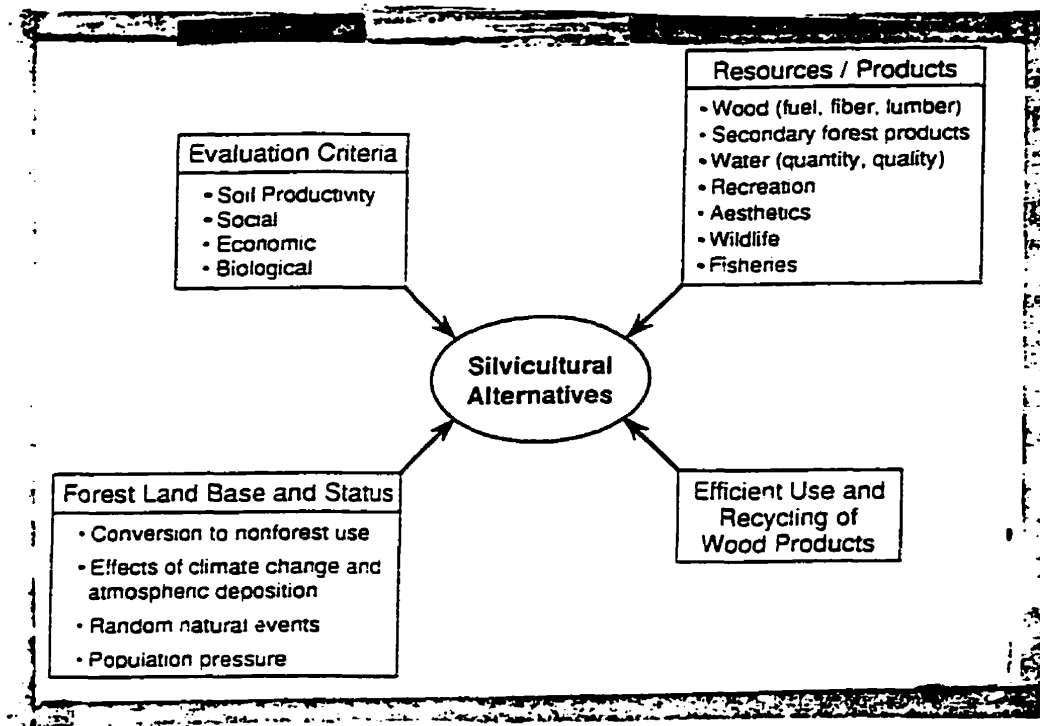 Evaluation Criteria
• Soil Productivity
• Social
• Economic
• Biological
Resources / Products
• Wood (fuel, fiber, lumber)
• Secondary forest products
• Water (quantity, quality)
• Recreation
• Aesthetics
• Wildlife
• Fisheries
Silvicultural
Alternatives
Forest Land Base and Status
• Conversion to nonforest use
• Effects of climate change and
atmospheric deposition
• Random natural events
• Population pressure
Efficient Use and
Recycling of
Wood Products